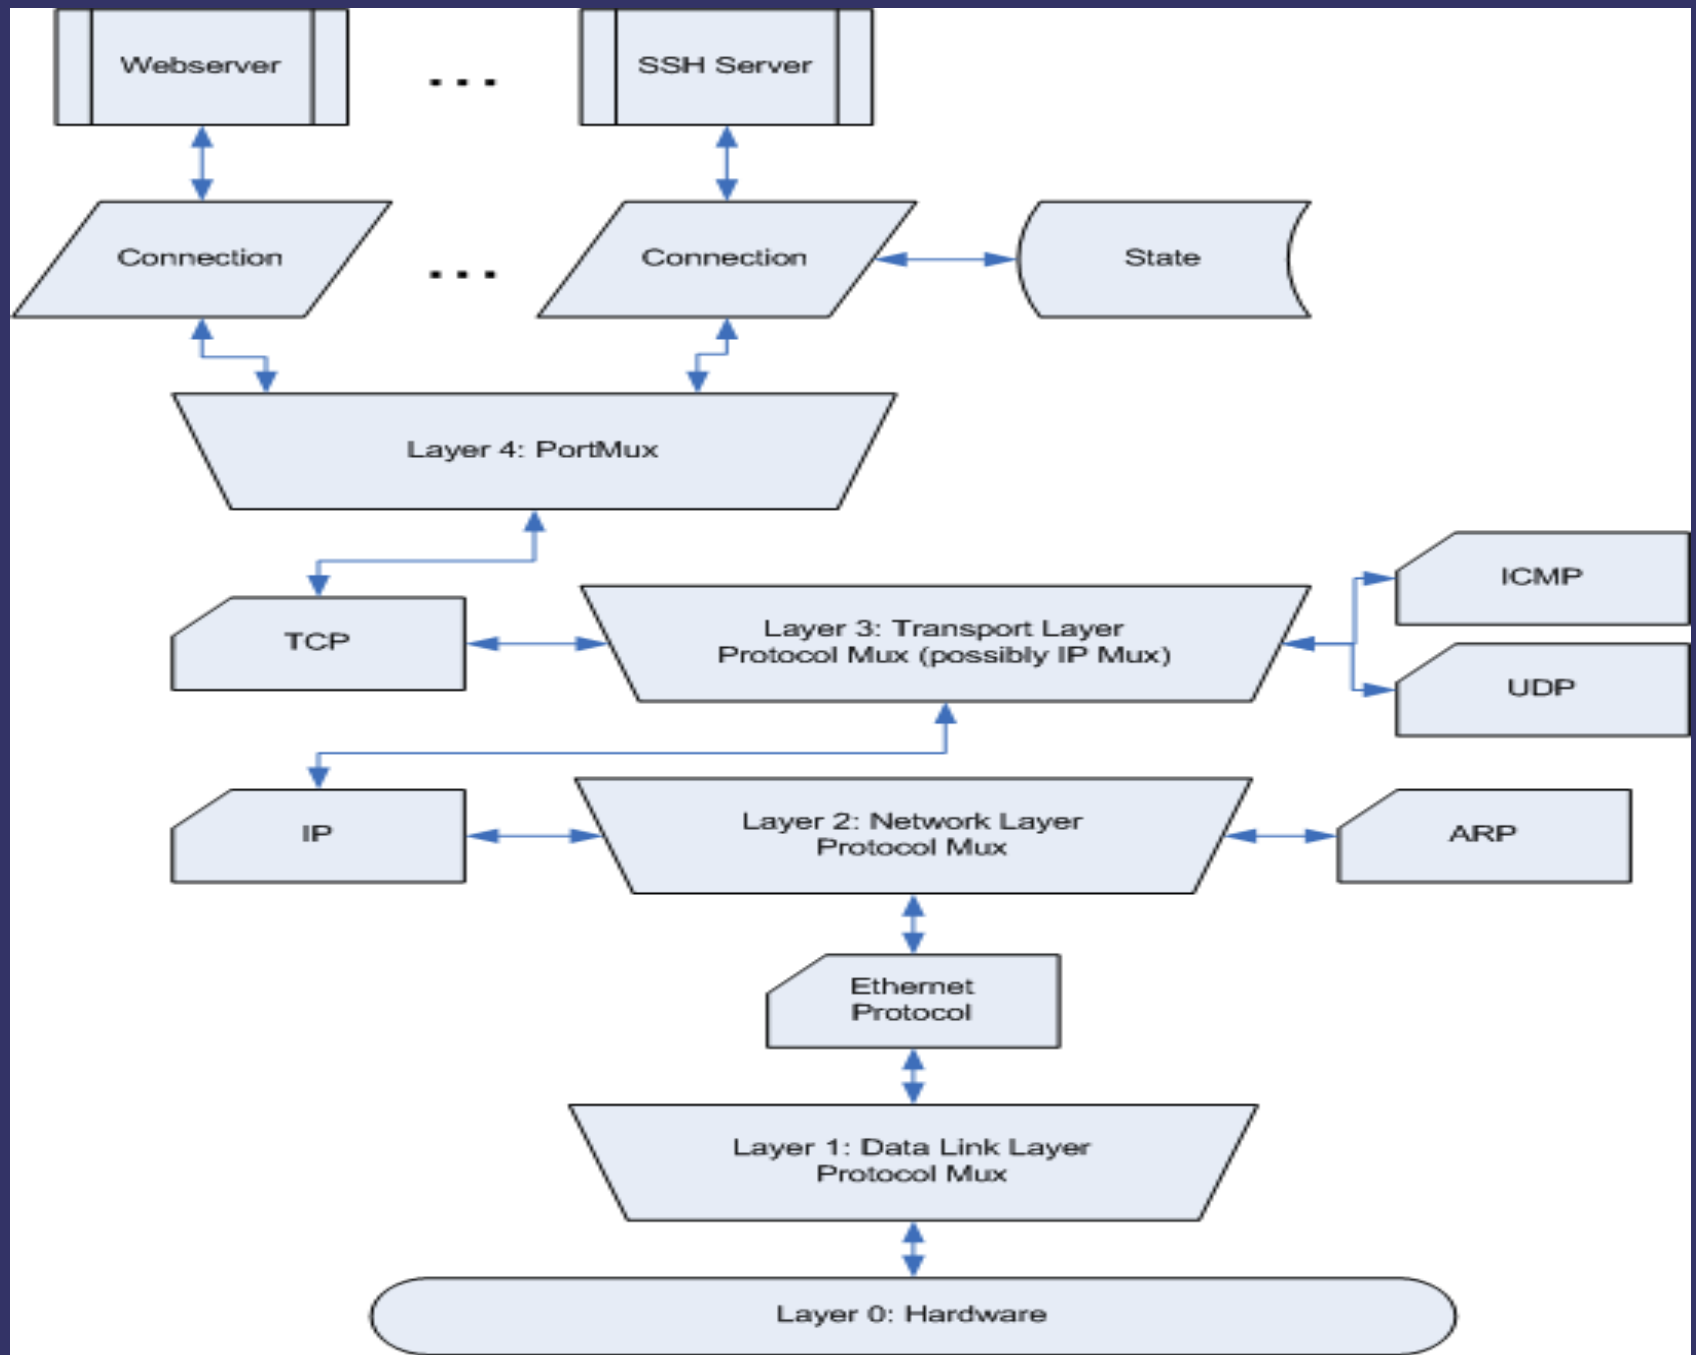 Webserver
...
SSH Server
Connection
...
Connection
State
Layer 4: PortMux
ICMP
TCP
Layer 3: Transport Layer
Protocol Mux (possibly IP Mux)
UDP
IP
Layer 2: Network Layer
Protocol Mux
ARP
Ethernet
Protocol
Layer 1: Data Link Layer
Protocol Mux
Layer 0: Hardware